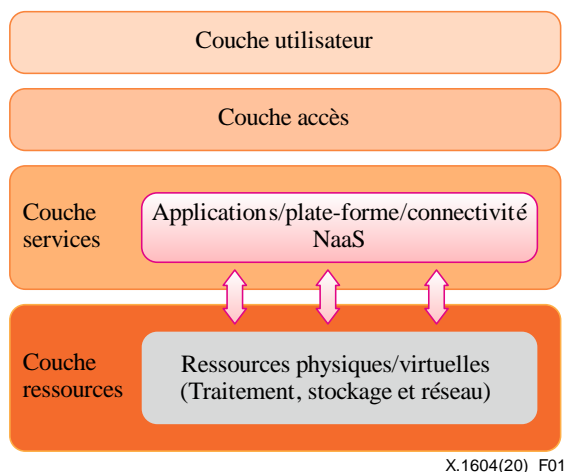 Couche utilisateur
Couche accès
Couche
services
Applications/plate-forme/connectivité
NaaS
Couche
ressources
Ressources physiques/virtuelles
(Traitement, stockage et réseau)
X.1604(20)_F01